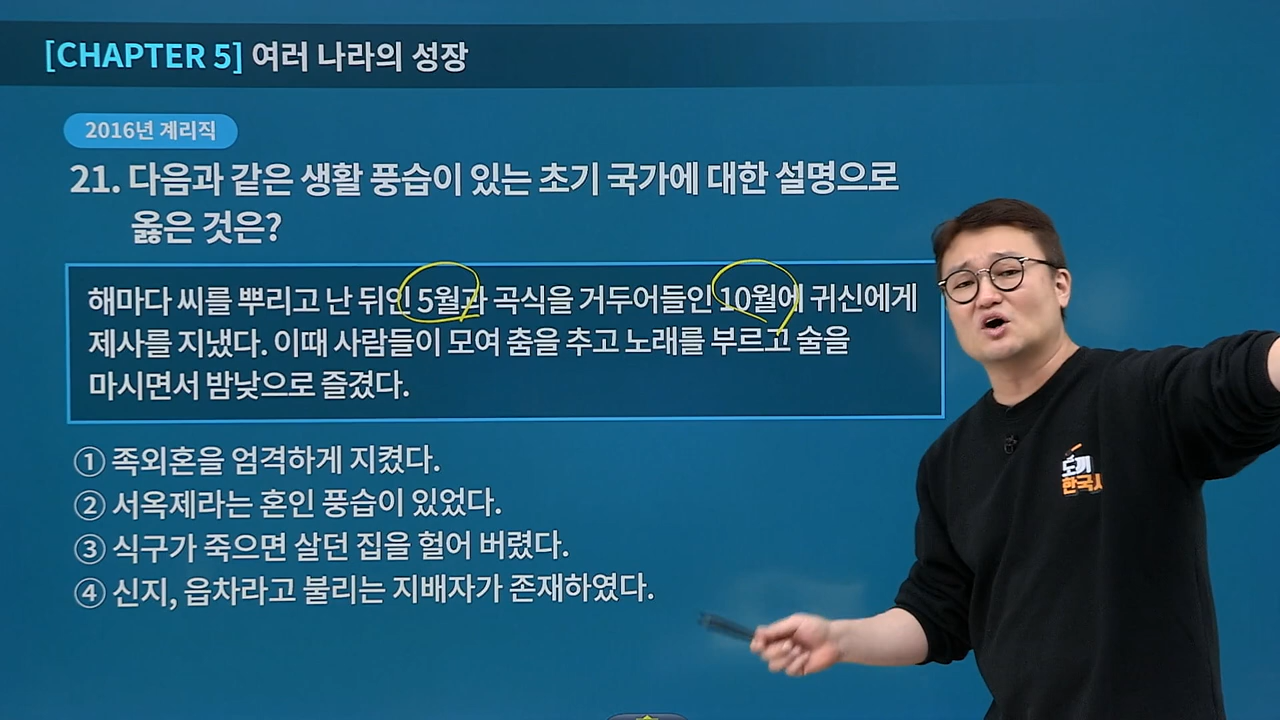 [CHAPTER 5] 여러 나라의 성장
2016년 계리직
21. 다음과 같은 생활 풍습이 있는 초기 국가에 대한 설명으로
옳은 것은?
해마다 씨를 뿌리고 난 뒤인 5월과 곡식을 거두어들인 10월에 귀신에게
제사를 지냈다. 이때 사람들이 모여 춤을 추고 노래를 부르고 술을
마시면서 밤낮으로 즐겼다.
① 족외혼을 엄격하게 지켰다.
② 서옥제라는 혼인 풍습이 있었다.
③ 식구가 죽으면 살던 집을 헐어 버렸다.
④ 신지, 읍차라고 불리는 지배자가 존재하였다.
도끼
한국사